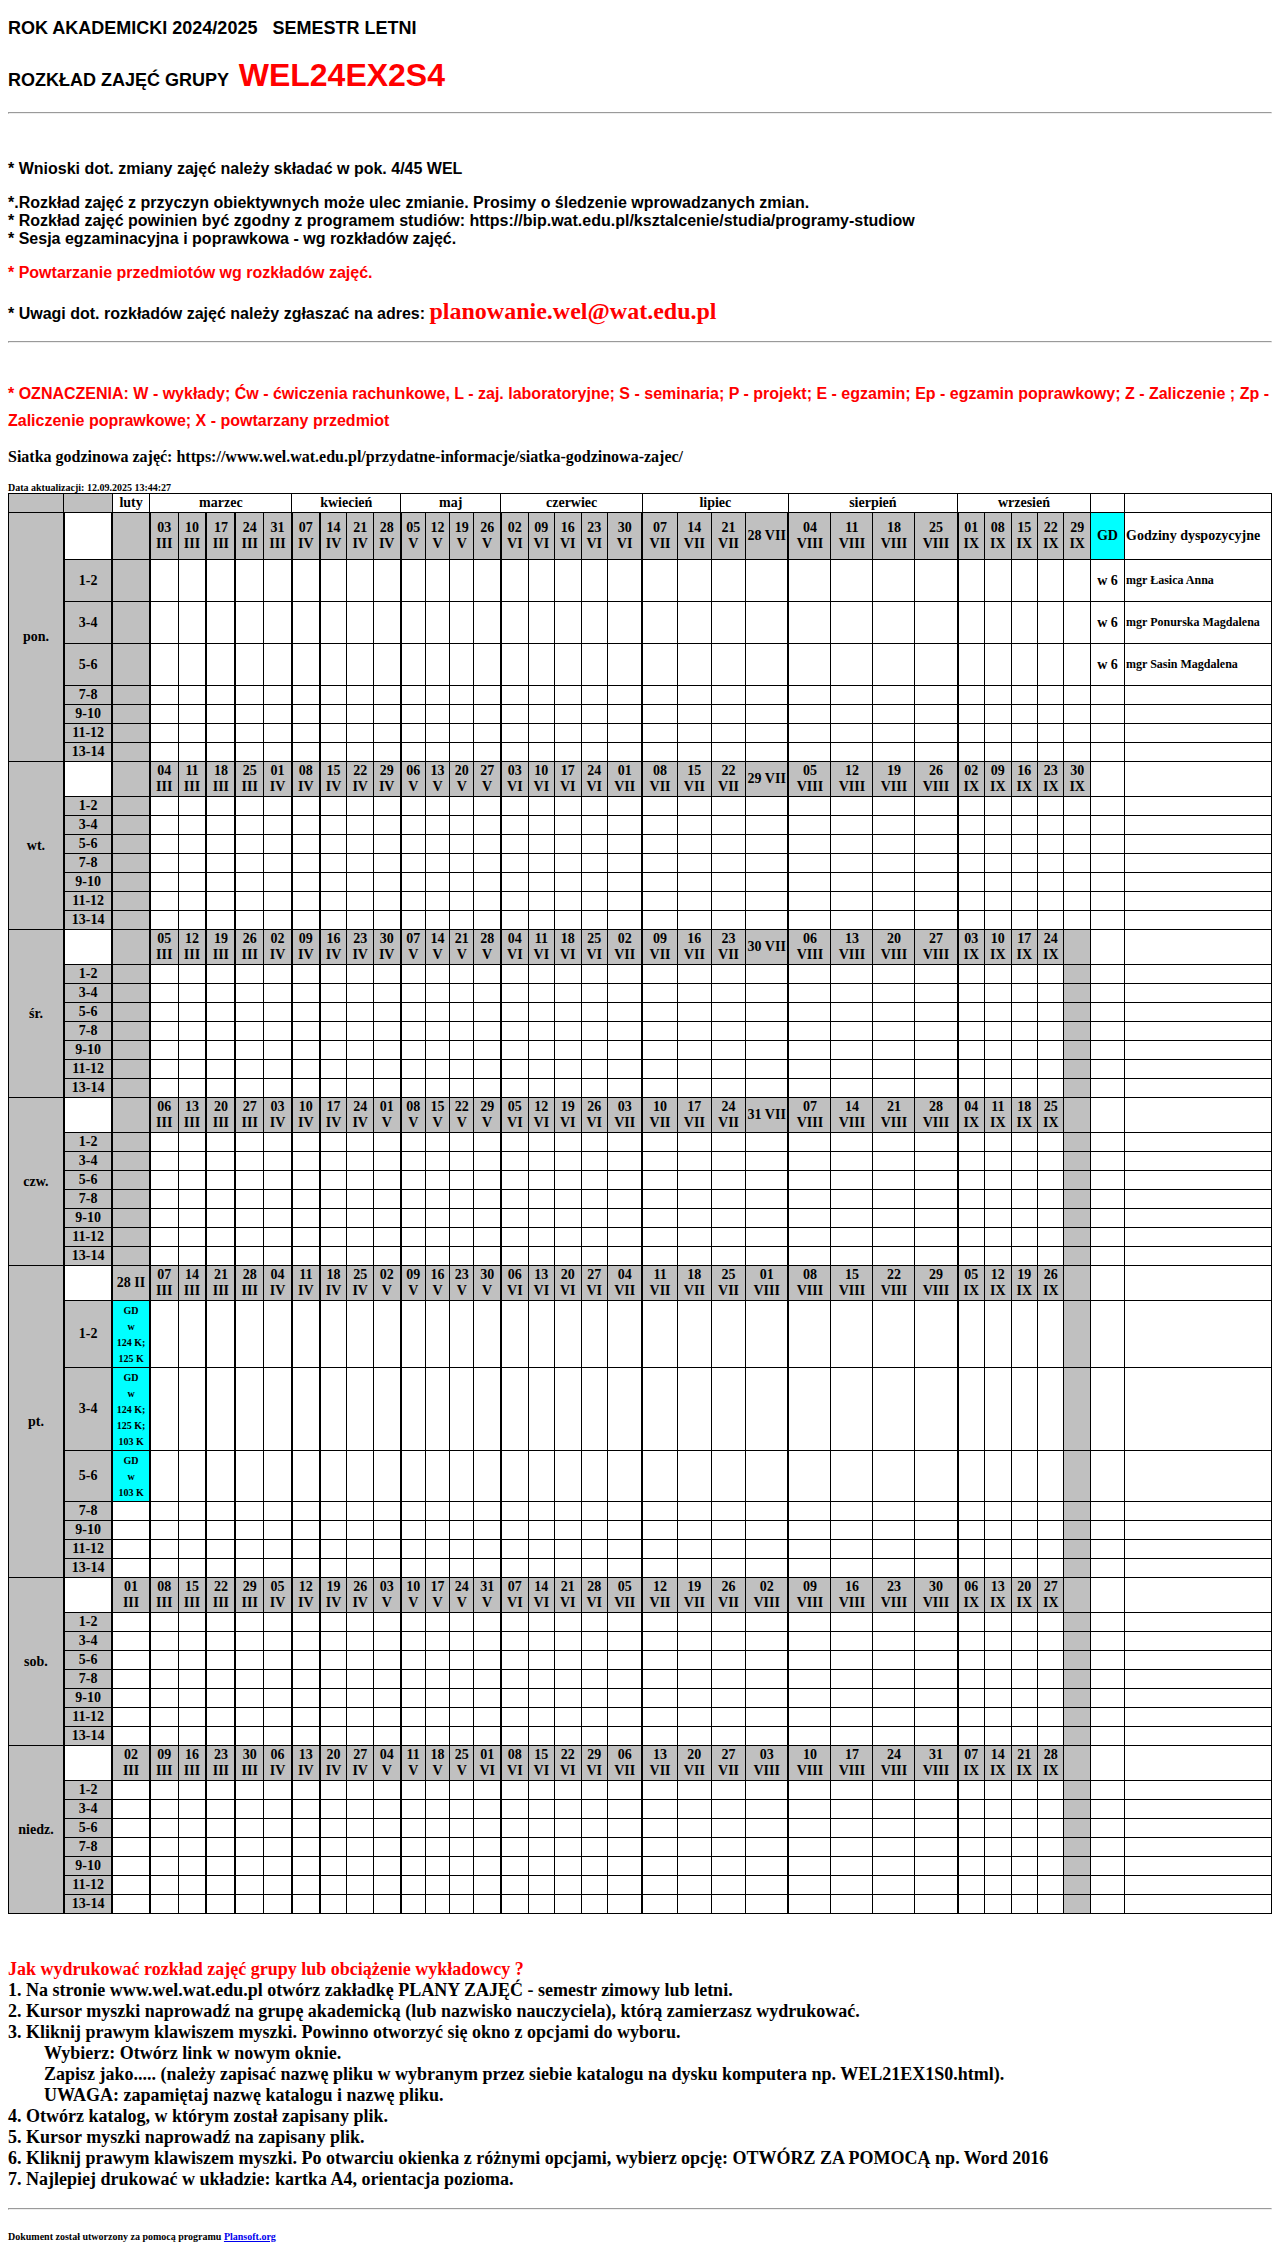 ROK AKADEMICKI 2024/2025   SEMESTR LETNI
ROZKŁAD ZAJĘĆ GRUPY  WEL24EX2S4
* Wnioski dot. zmiany zajęć należy składać w pok. 4/45 WEL
*.Rozkład zajęć z przyczyn obiektywnych może ulec zmianie. Prosimy o śledzenie wprowadzanych zmian.
* Rozkład zajęć powinien być zgodny z programem studiów: https://bip.wat.edu.pl/ksztalcenie/studia/programy-studiow
* Sesja egzaminacyjna i poprawkowa - wg rozkładów zajęć.
* Powtarzanie przedmiotów wg rozkładów zajęć.
* Uwagi dot. rozkładów zajęć należy zgłaszać na adres: planowanie.wel@wat.edu.pl
* OZNACZENIA: W - wykłady; Ćw - ćwiczenia rachunkowe, L - zaj. laboratoryjne; S - seminaria; P - projekt; E - egzamin; Ep - egzamin poprawkowy; Z - Zaliczenie ; Zp -
Zaliczenie poprawkowe; X - powtarzany przedmiot
Siatka godzinowa zajęć: https://www.wel.wat.edu.pl/przydatne-informacje/siatka-godzinowa-zajec/
Data aktualizacji: 12.09.2025 13:44:27
luty marzec kwiecień maj czerwiec lipiec sierpień wrzesień
pon. 03 III 10 III 17 III 24 III 31 III 07 IV 14 IV 21 IV 28 IV 05 V 12 V 19 V 26 V 02 VI 09 VI 16 VI 23 VI 30 VI 07 VII 14 VII 21 VII 28 VII 04 VIII 11 VIII 18 VIII 25 VIII 01 IX 08 IX 15 IX 22 IX 29 IX GD Godziny dyspozycyjne
1-2 w 6 mgr Łasica Anna
3-4 w 6 mgr Ponurska Magdalena
5-6 w 6 mgr Sasin Magdalena
7-8
9-10
11-12
13-14
wt. 04 III 11 III 18 III 25 III 01 IV 08 IV 15 IV 22 IV 29 IV 06 V 13 V 20 V 27 V 03 VI 10 VI 17 VI 24 VI 01 VII 08 VII 15 VII 22 VII 29 VII 05 VIII 12 VIII 19 VIII 26 VIII 02 IX 09 IX 16 IX 23 IX 30 IX
1-2
3-4
5-6
7-8
9-10
11-12
13-14
śr. 05 III 12 III 19 III 26 III 02 IV 09 IV 16 IV 23 IV 30 IV 07 V 14 V 21 V 28 V 04 VI 11 VI 18 VI 25 VI 02 VII 09 VII 16 VII 23 VII 30 VII 06 VIII 13 VIII 20 VIII 27 VIII 03 IX 10 IX 17 IX 24 IX
1-2
3-4
5-6
7-8
9-10
11-12
13-14
czw. 06 III 13 III 20 III 27 III 03 IV 10 IV 17 IV 24 IV 01 V 08 V 15 V 22 V 29 V 05 VI 12 VI 19 VI 26 VI 03 VII 10 VII 17 VII 24 VII 31 VII 07 VIII 14 VIII 21 VIII 28 VIII 04 IX 11 IX 18 IX 25 IX
1-2
3-4
5-6
7-8
9-10
11-12
13-14
pt. 28 II 07 III 14 III 21 III 28 III 04 IV 11 IV 18 IV 25 IV 02 V 09 V 16 V 23 V 30 V 06 VI 13 VI 20 VI 27 VI 04 VII 11 VII 18 VII 25 VII 01 VIII 08 VIII 15 VIII 22 VIII 29 VIII 05 IX 12 IX 19 IX 26 IX
1-2 GD w 124 K; 125 K
3-4 GD w 124 K; 125 K; 103 K
5-6 GD w 103 K
7-8
9-10
11-12
13-14
sob. 01 III 08 III 15 III 22 III 29 III 05 IV 12 IV 19 IV 26 IV 03 V 10 V 17 V 24 V 31 V 07 VI 14 VI 21 VI 28 VI 05 VII 12 VII 19 VII 26 VII 02 VIII 09 VIII 16 VIII 23 VIII 30 VIII 06 IX 13 IX 20 IX 27 IX
1-2
3-4
5-6
7-8
9-10
11-12
13-14
niedz. 02 III 09 III 16 III 23 III 30 III 06 IV 13 IV 20 IV 27 IV 04 V 11 V 18 V 25 V 01 VI 08 VI 15 VI 22 VI 29 VI 06 VII 13 VII 20 VII 27 VII 03 VIII 10 VIII 17 VIII 24 VIII 31 VIII 07 IX 14 IX 21 IX 28 IX
1-2
3-4
5-6
7-8
9-10
11-12
13-14
Jak wydrukować rozkład zajęć grupy lub obciążenie wykładowcy ?
1. Na stronie www.wel.wat.edu.pl otwórz zakładkę PLANY ZAJĘĆ - semestr zimowy lub letni.
2. Kursor myszki naprowadź na grupę akademicką (lub nazwisko nauczyciela), którą zamierzasz wydrukować.
3. Kliknij prawym klawiszem myszki. Powinno otworzyć się okno z opcjami do wyboru.
Wybierz: Otwórz link w nowym oknie.
Zapisz jako..... (należy zapisać nazwę pliku w wybranym przez siebie katalogu na dysku komputera np. WEL21EX1S0.html).
UWAGA: zapamiętaj nazwę katalogu i nazwę pliku.
4. Otwórz katalog, w którym został zapisany plik.
5. Kursor myszki naprowadź na zapisany plik.
6. Kliknij prawym klawiszem myszki. Po otwarciu okienka z różnymi opcjami, wybierz opcję: OTWÓRZ ZA POMOCĄ np. Word 2016
7. Najlepiej drukować w układzie: kartka A4, orientacja pozioma.
Dokument został utworzony za pomocą programu Plansoft.org